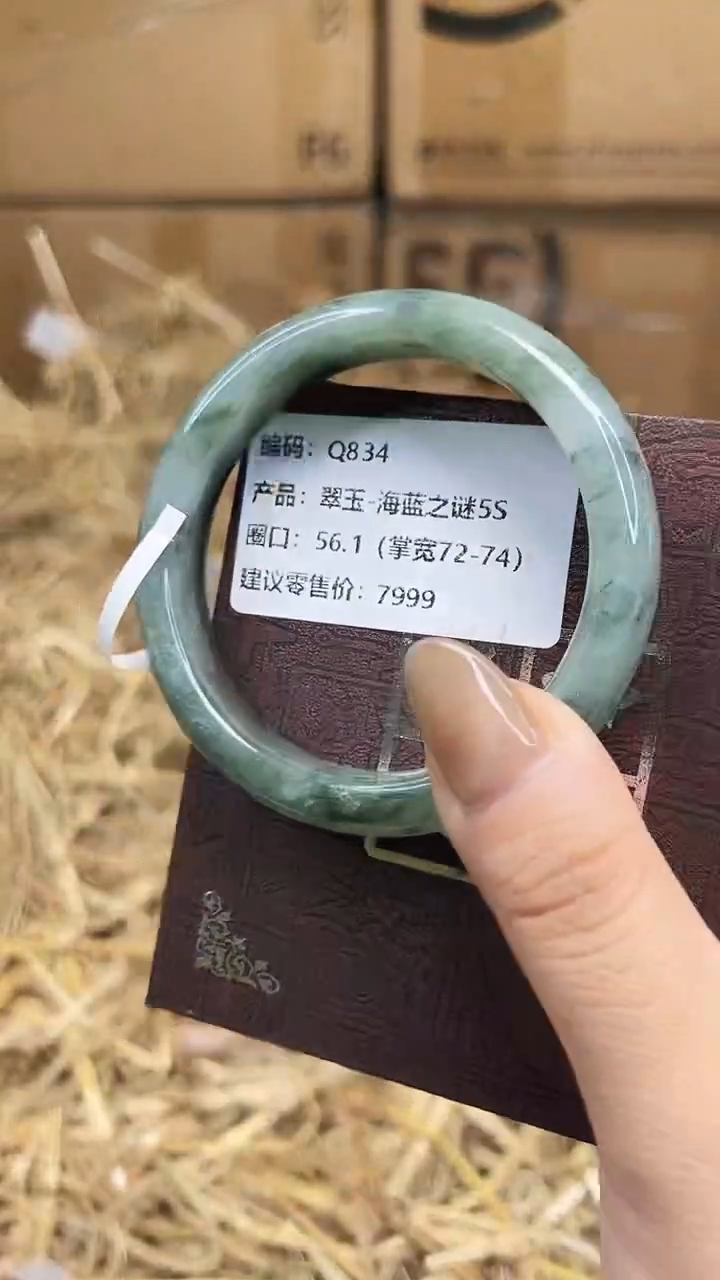 编码：Q834
产品：翠玉-海蓝之谜5S
圈口：56.1（掌宽72-74）
建议零售价：7999